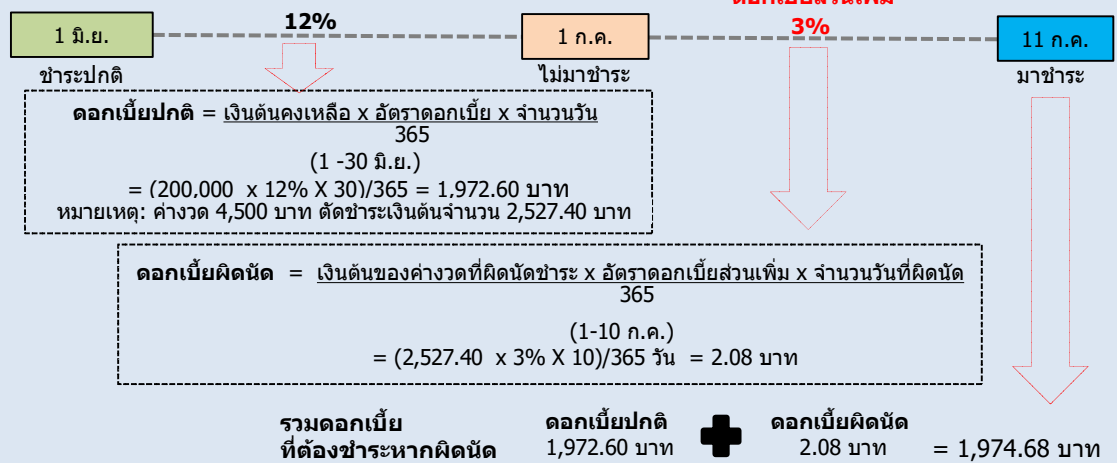 12%
3%
1 มิ.ย.
1 ก.ค.
11 ก.ค.
ชำระปกติ
ไม่มาชำระ
มาชำระ
ดอกเบี้ยปกติ = เงินต้นคงเหลือ x อัตราดอกเบี้ย x จำนวนวัน
365
(1 -30 มิ.ย.)
= (200,000 x 12% X 30)/365 = 1,972.60 บาท
หมายเหตุ: ค่างวด 4,500 บาท ตัดชำระเงินต้นจำนวน 2,527.40 บาท
ดอกเบี้ยผิดนัด = เงินต้นของค่างวดที่ผิดนัดชำระ x อัตราดอกเบี้ยส่วนเพิ่ม x จำนวนวันที่ผิดนัด
365
(1-10 ก.ค.)
= (2,527.40 x 3% X 10)/365 วัน = 2.08 บาท
รวมดอกเบี้ย
ที่ต้องชำระหากผิดนัด
ดอกเบี้ยปกติ
1,972.60 บาท
ดอกเบี้ยผิดนัด
2.08 บาท
= 1,974.68 บาท